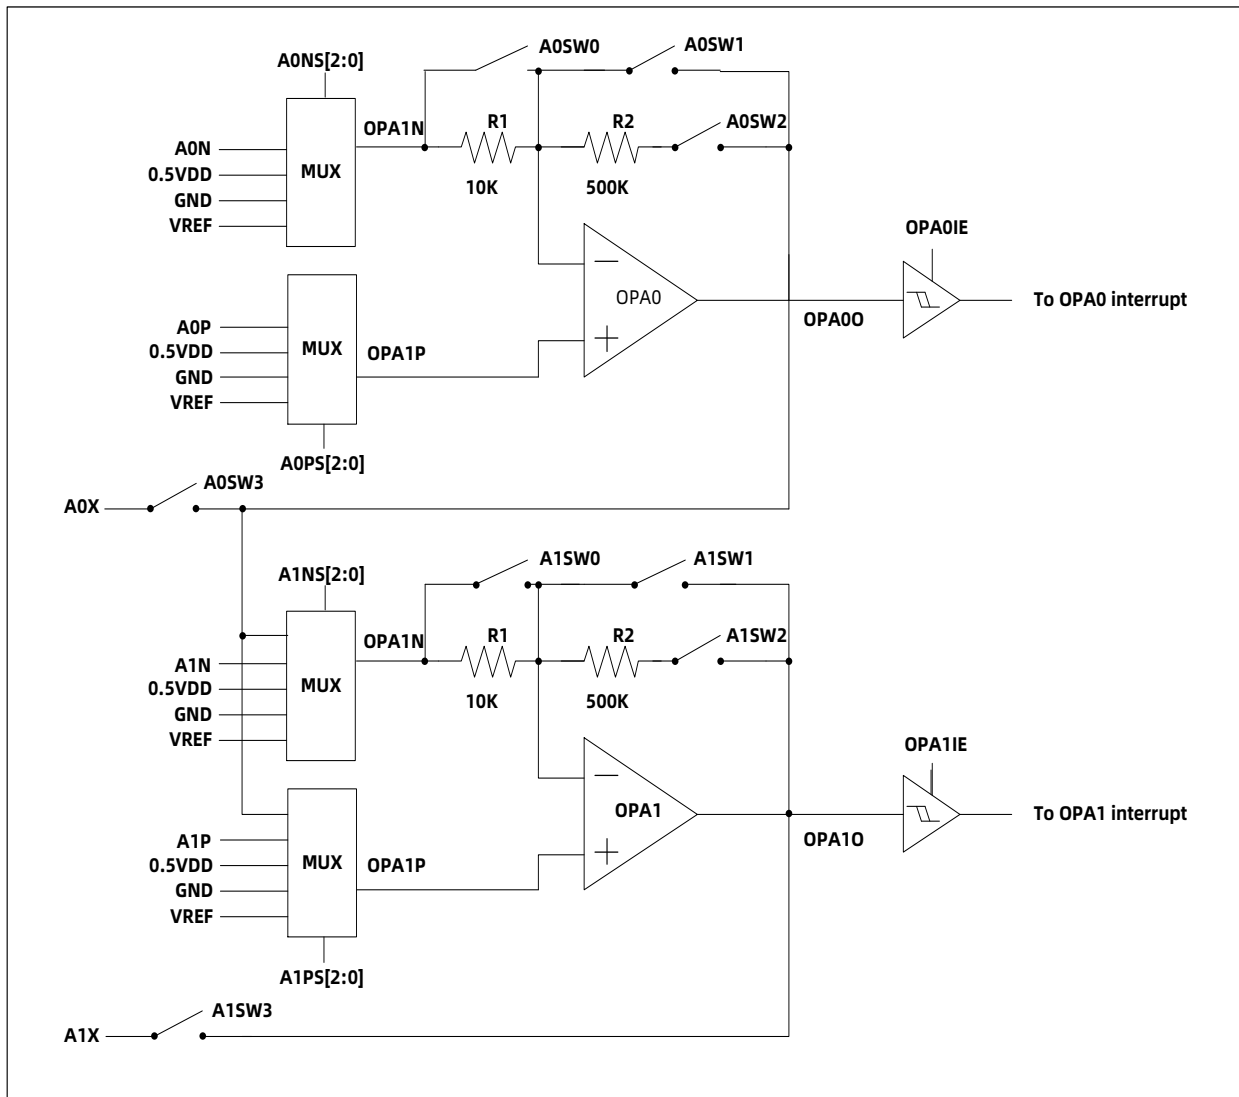 A0NS[2:0]
A0SW0
A0SW1
OPA1N
R1
R2
A0SW2
A0N
0.5VDD
GND
VREF
MUX
10K
500K
OPA0IE
A0P
0.5VDD
GND
VREF
MUX
OPA1P
OPA0
OPA0O
To OPA0 interrupt
A0PS[2:0]
A0X
A0SW3
A1NS[2:0]
A1SW0
A1SW1
OPA1N
R1
R2
A1SW2
A1N
0.5VDD
GND
VREF
MUX
10K
500K
OPA1IE
A1P
0.5VDD
GND
VREF
MUX
OPA1P
OPA1
OPA1O
To OPA1 interrupt
A1PS[2:0]
A1X
A1SW3